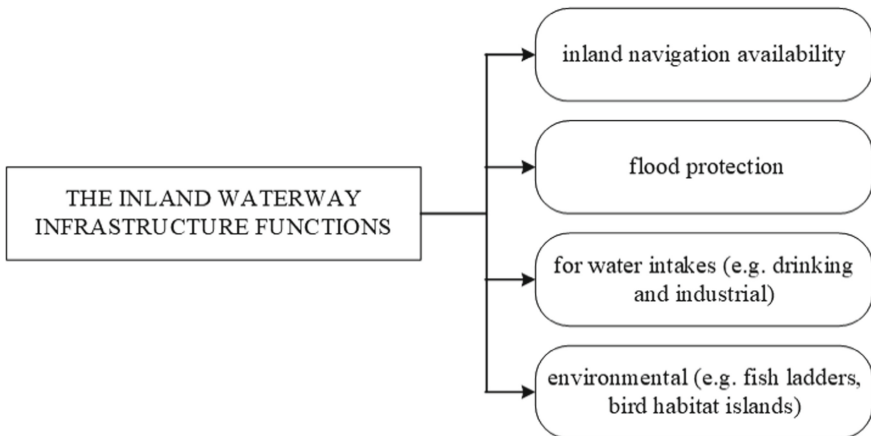 THE INLAND WATERWAY
INFRASTRUCTURE FUNCTIONS
inland navigation availability
flood protection
for water intakes (e.g. drinking
and industrial)
environmental (e.g. fish ladders,
bird habitat islands)